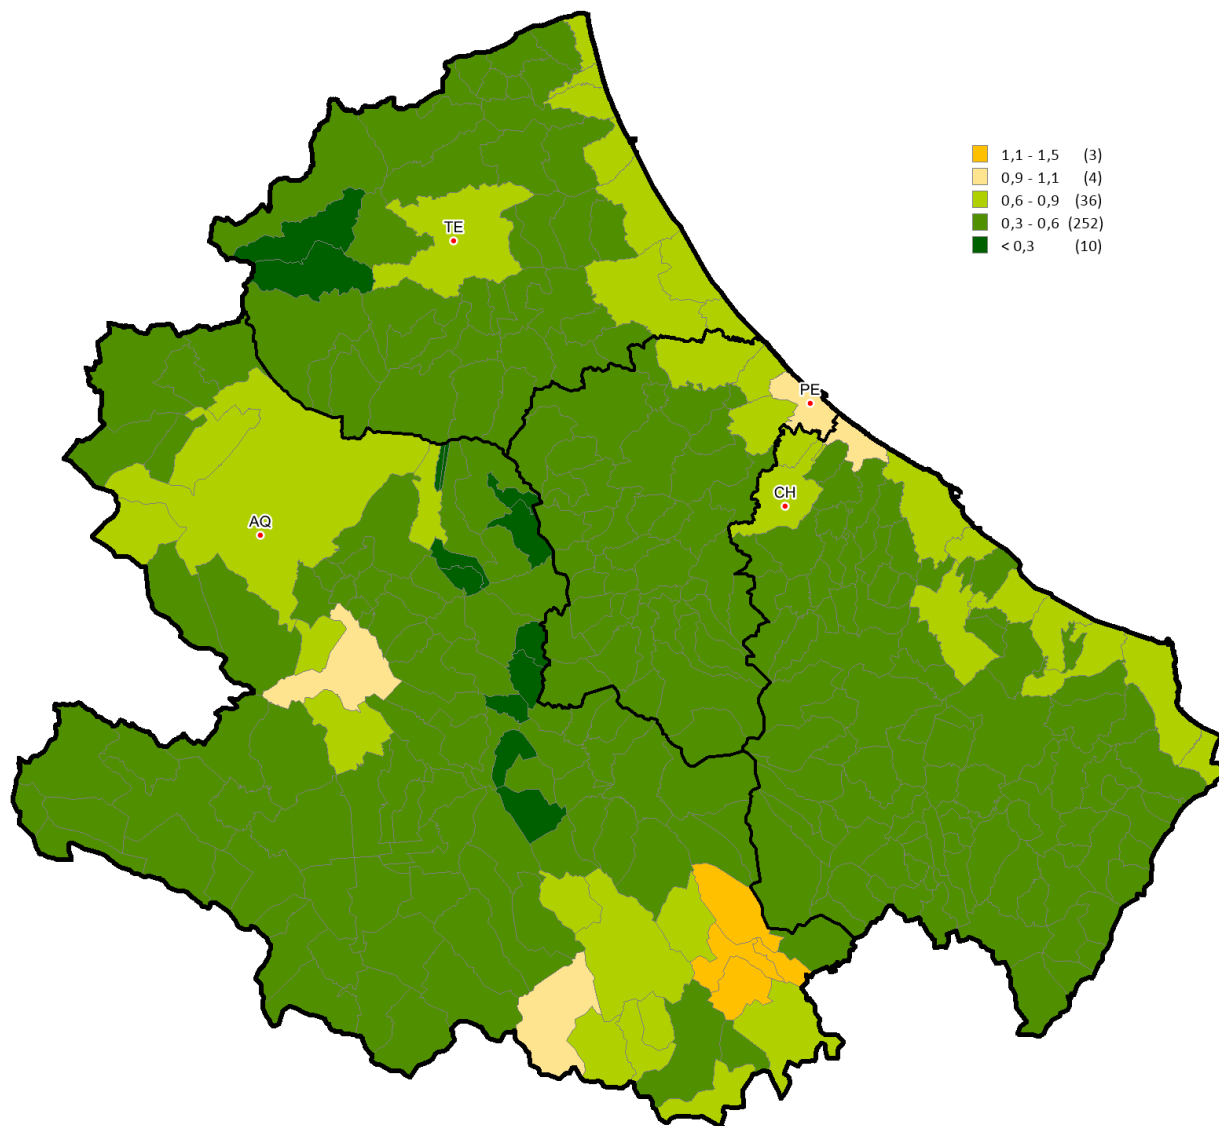 1,1 - 1,5 (3)
0,9 - 1,1 (4)
0,6 - 0,9 (36)
0,3 - 0,6 (252)
< 0,3 (10)
TE
PE
CH
AQ